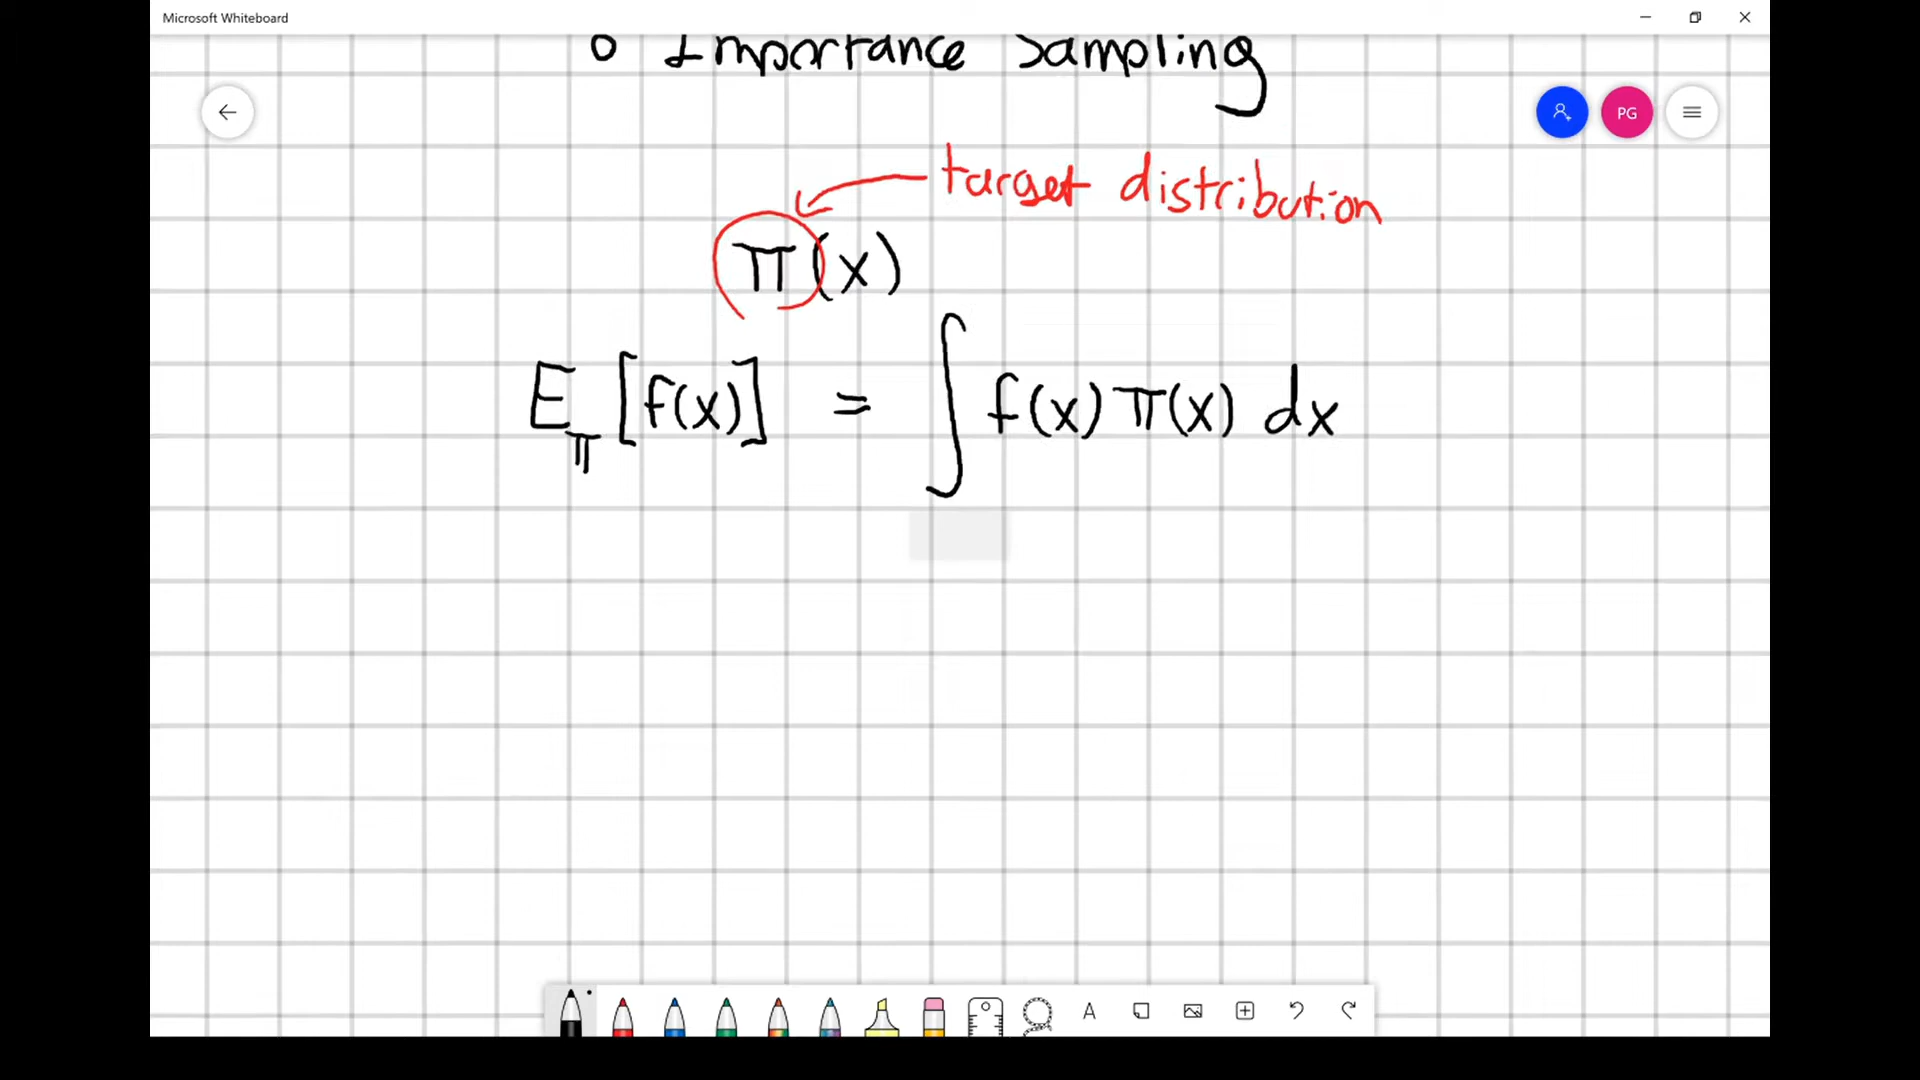 Microsoft Whiteboard
o Importance Sampling
target distribution
π(x)
PG
E_π [f(x)] = ∫ f(x) π(x) dx
A